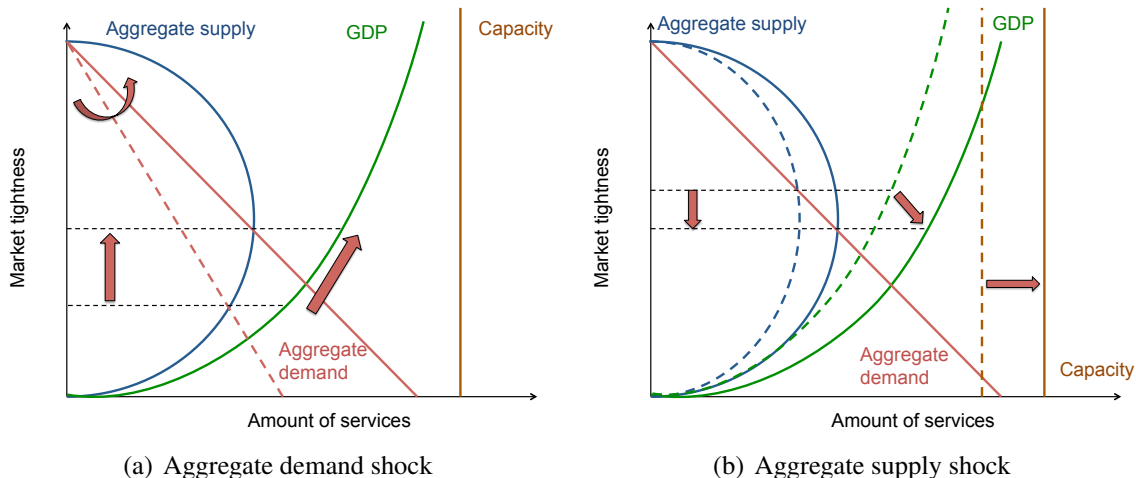 Aggregate supply
GDP
Capacity
Market tightness
Aggregate
demand
Amount of services
(a) Aggregate demand shock
Aggregate supply
GDP
Market tightness
Aggregate
demand
Capacity
Amount of services
(b) Aggregate supply shock